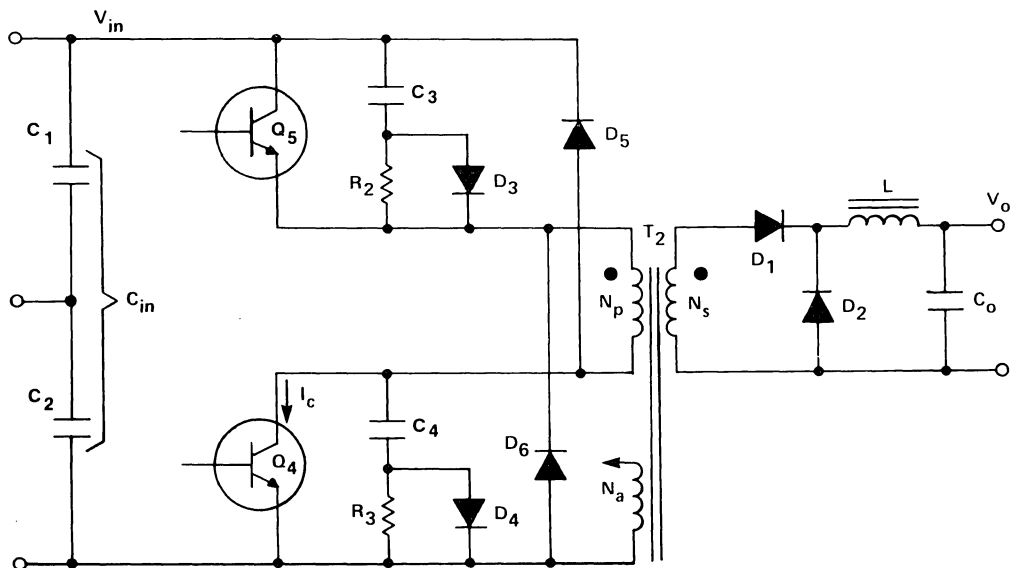 V_in
C_1
C_3
Q_5
D_5
R_2
D_3
L
V_o
T_2
D_1
N_p
N_s
D_2
C_o
C_in
C_2
I_c
C_4
Q_4
D_6
N_a
R_3
D_4